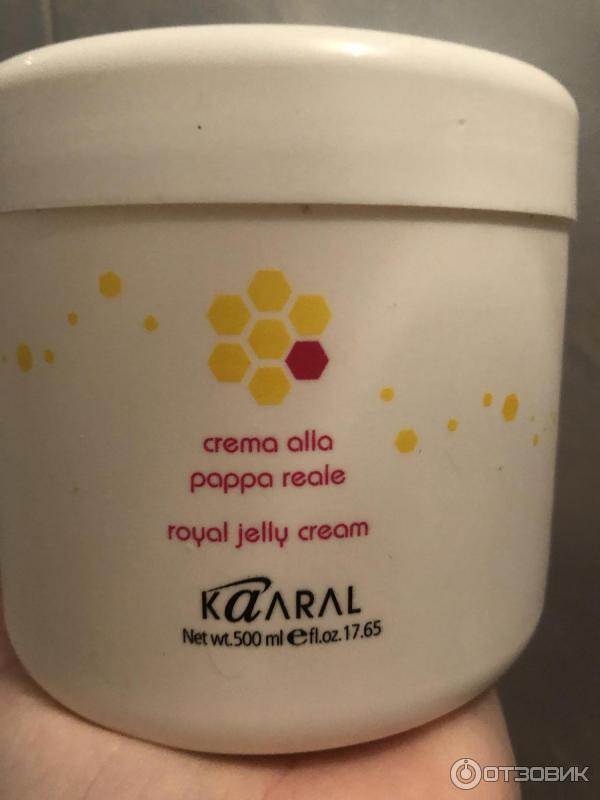 crema alla
pappa reale
royal jelly cream
KaARAL
Net wt.500 ml e fl.oz.17.65
ОТЗОВИК